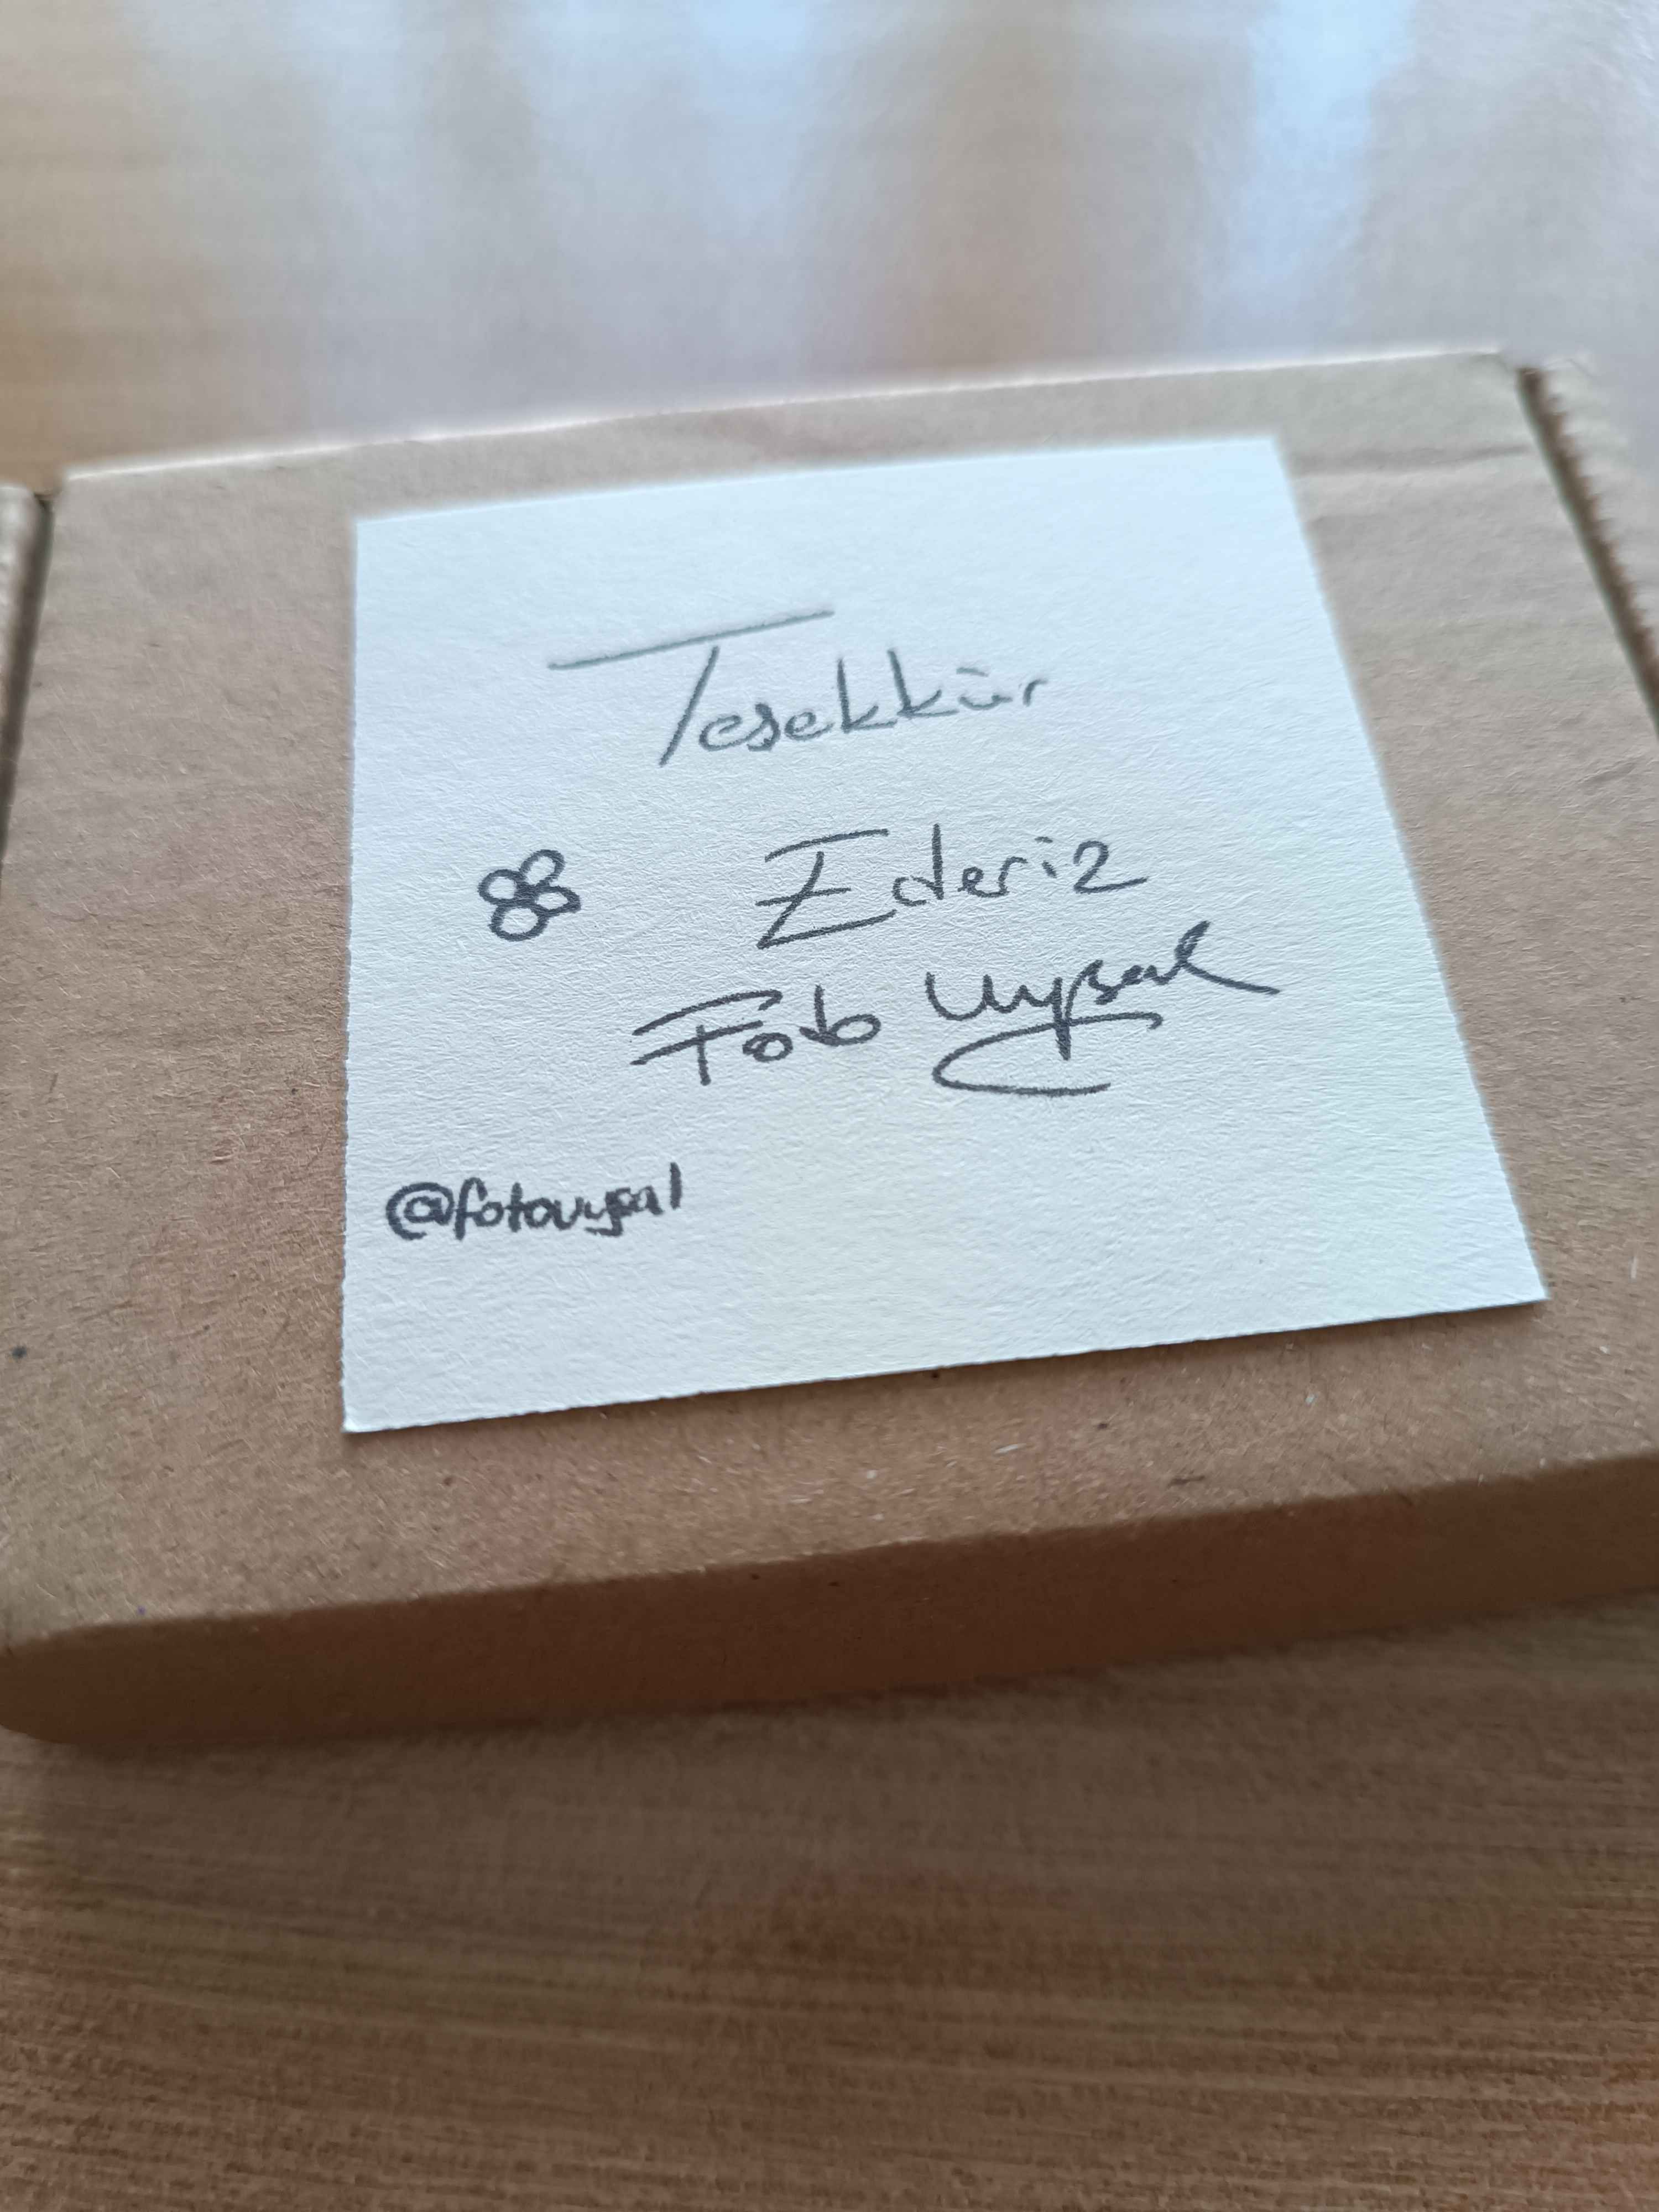 Teşekkür
Ederiz
Foto Uysal
@fotouysal